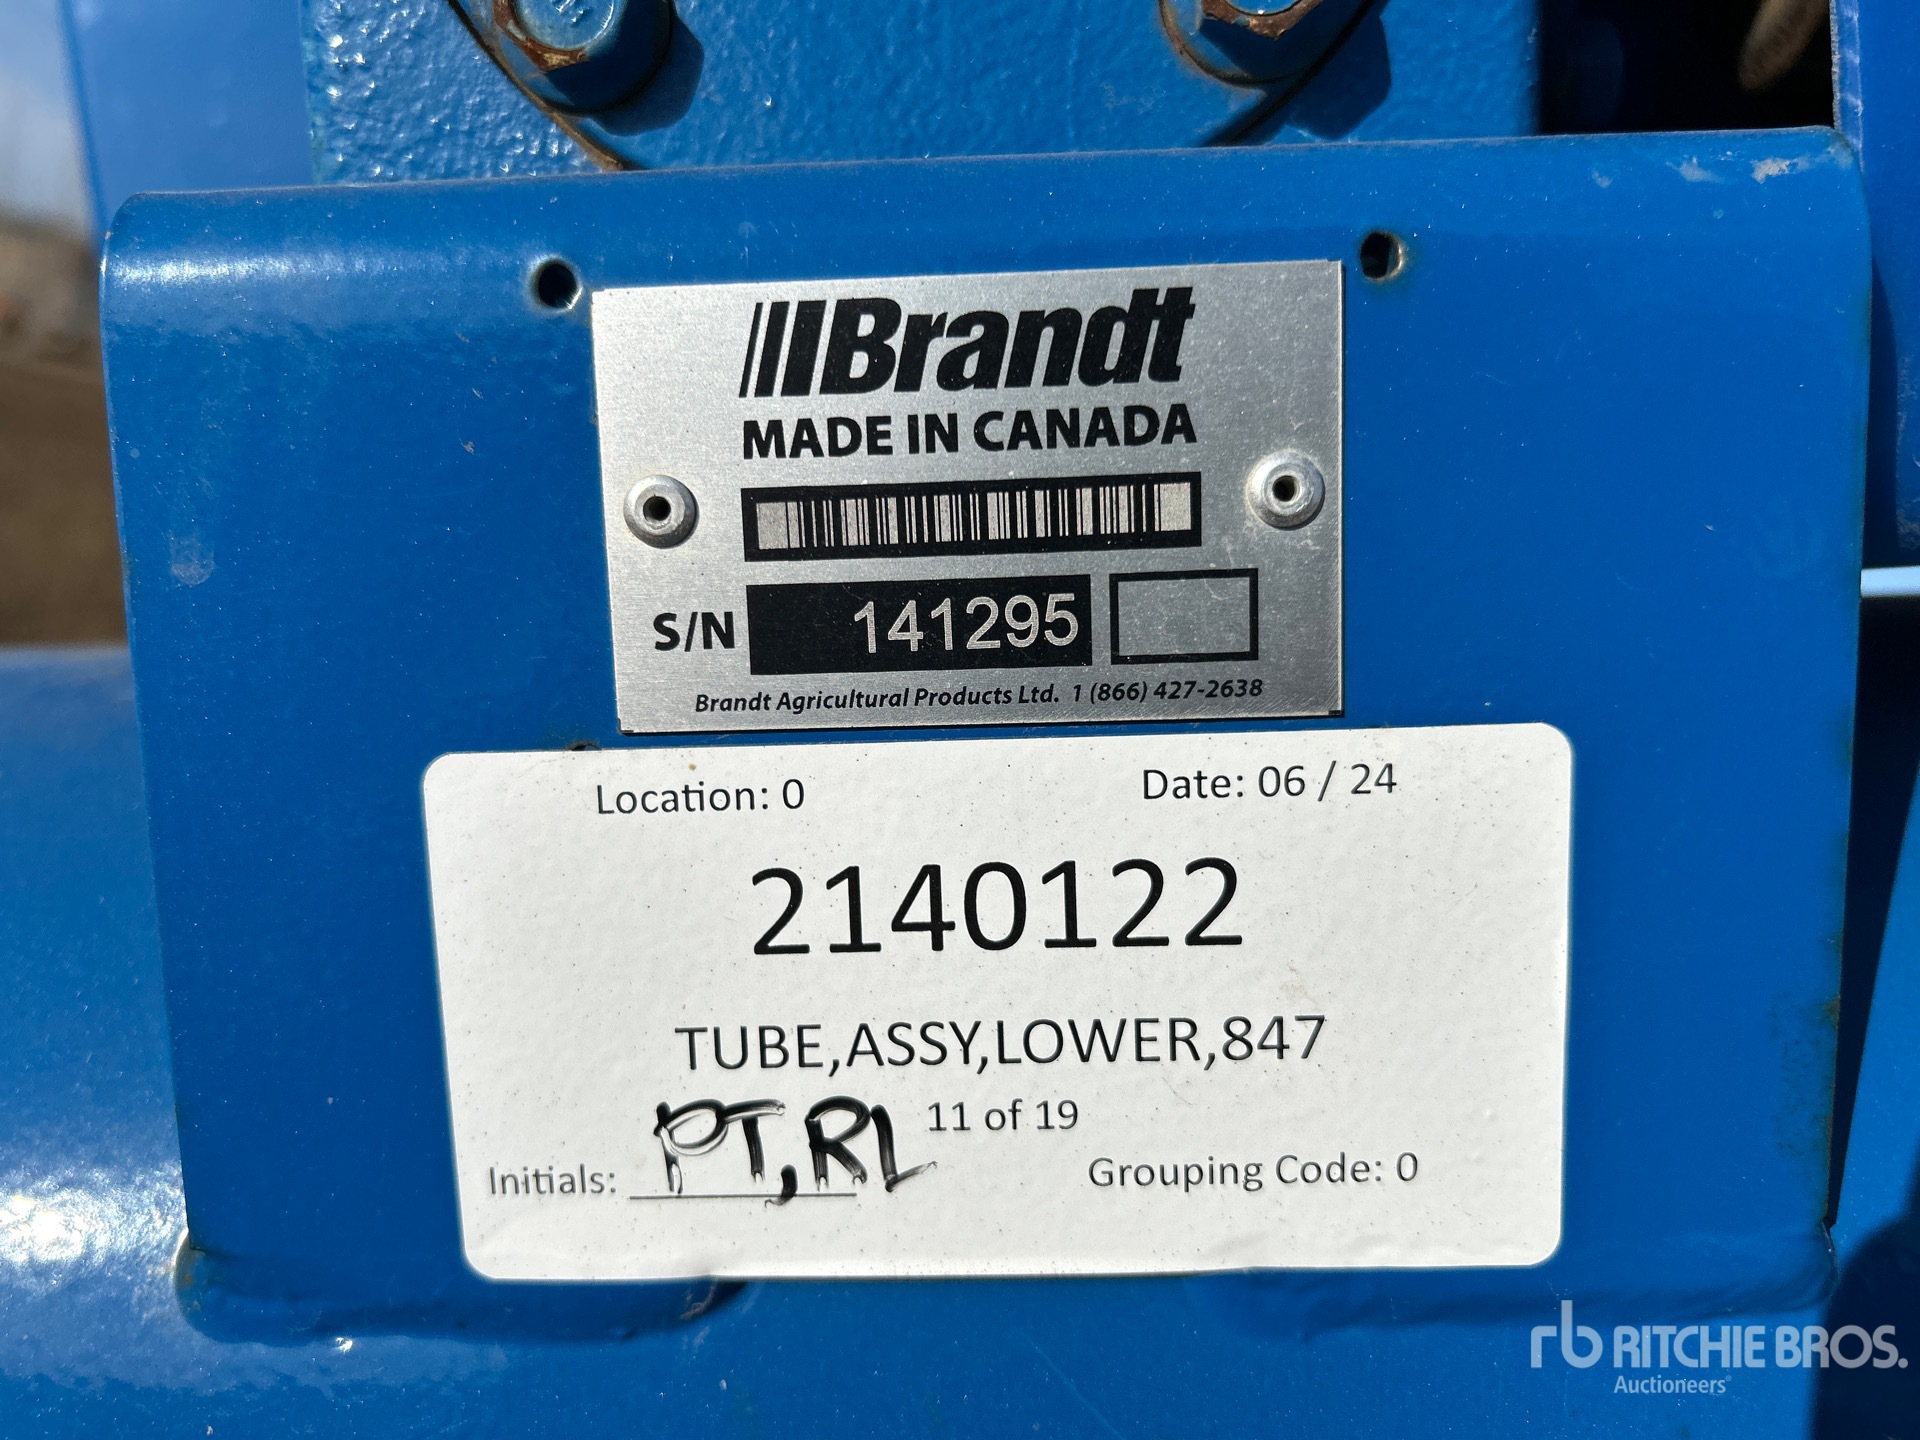 Brandt
MADE IN CANADA
S/N 141295
Brandt Agricultural Products Ltd. 1 (866) 427-2638
Location: 0 Date: 06 / 24
2140122
TUBE,ASSY,LOWER,847
11 of 19
Initials: PT,RL Grouping Code: 0
rb RITCHIE BROS.
Auctioneers